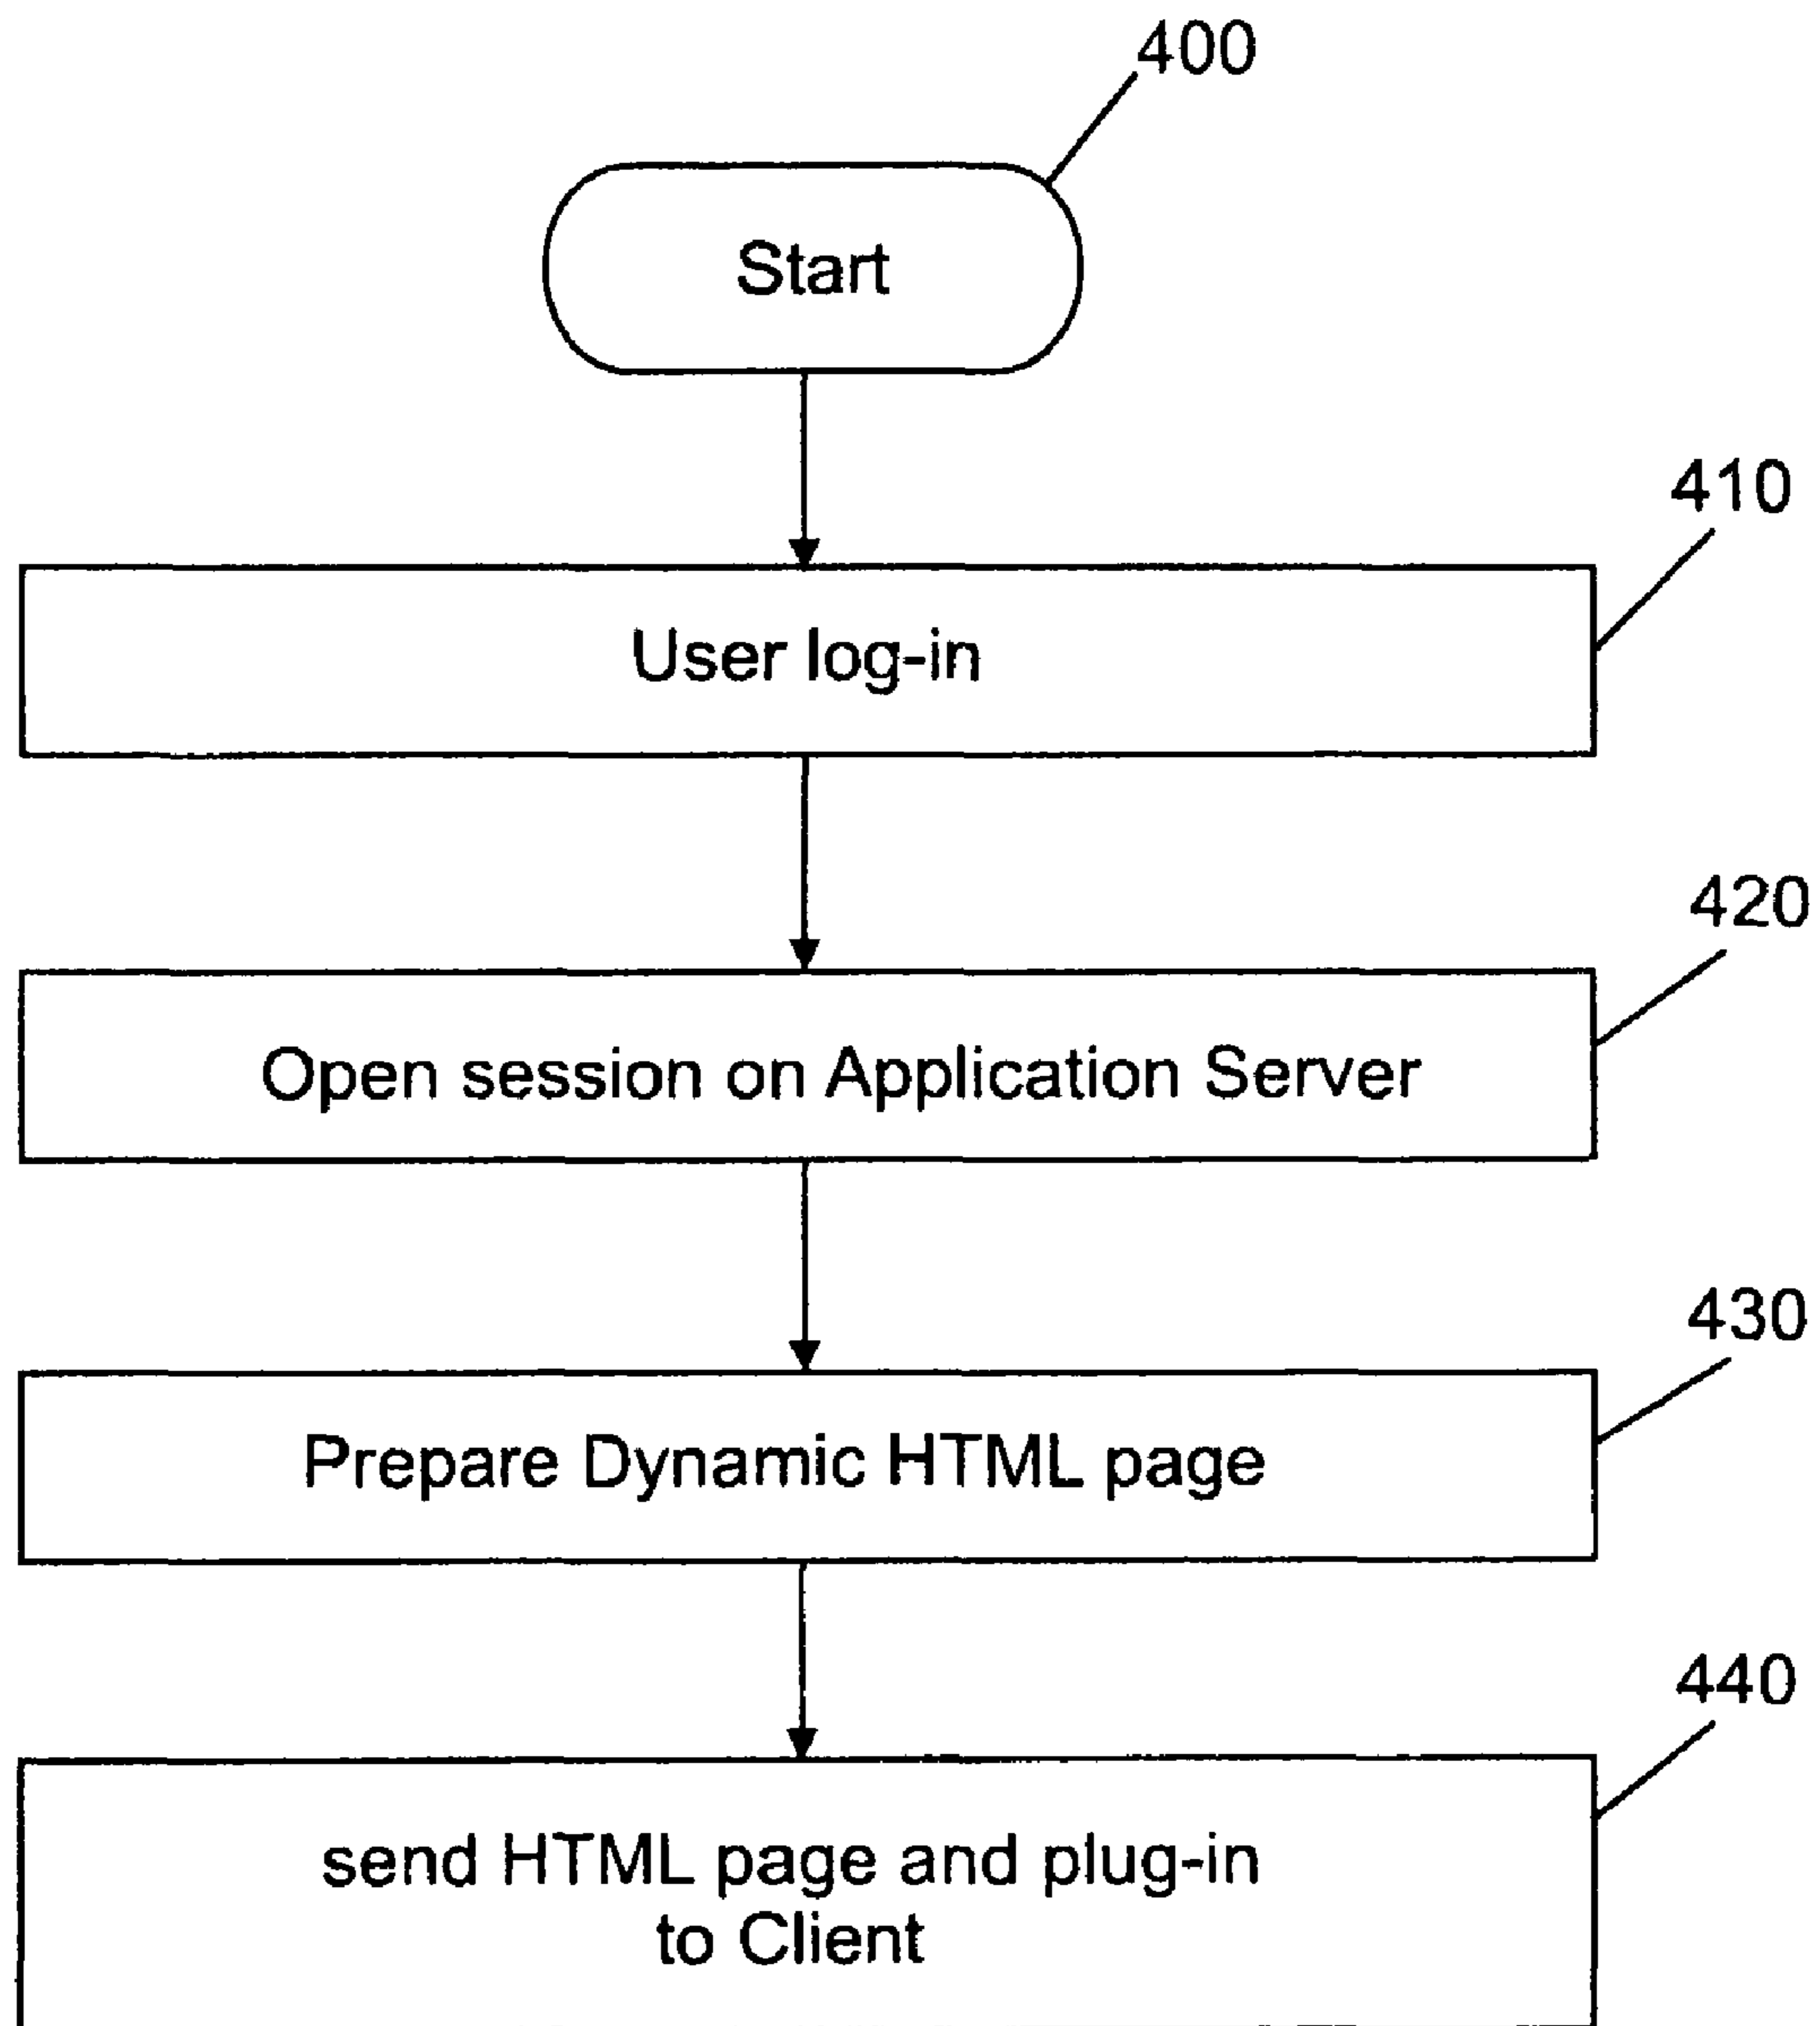 400
Start
410
User log-in
420
Open session on Application Server
430
Prepare Dynamic HTML page
440
send HTML page and plug-in
to Client